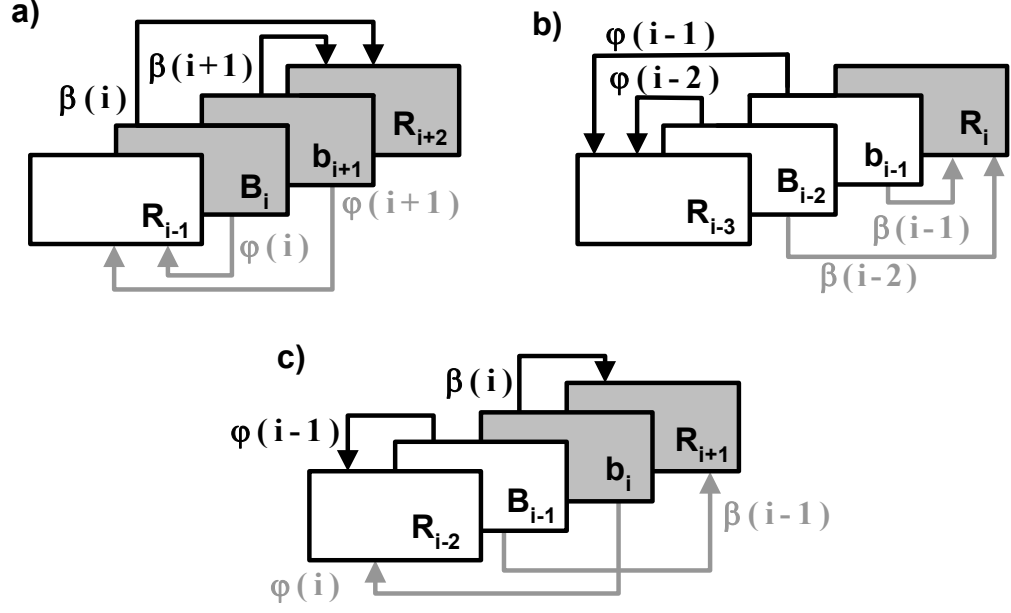 a)
β(i)
β(i+1)
R_{i+2}
b_{i+1}
B_i
R_{i-1}
φ(i)
φ(i+1)
b)
φ(i-1)
φ(i-2)
R_i
b_{i-1}
B_{i-2}
R_{i-3}
β(i-1)
β(i-2)
c)
β(i)
φ(i-1)
R_{i+1}
b_i
B_{i-1}
R_{i-2}
β(i-1)
φ(i)